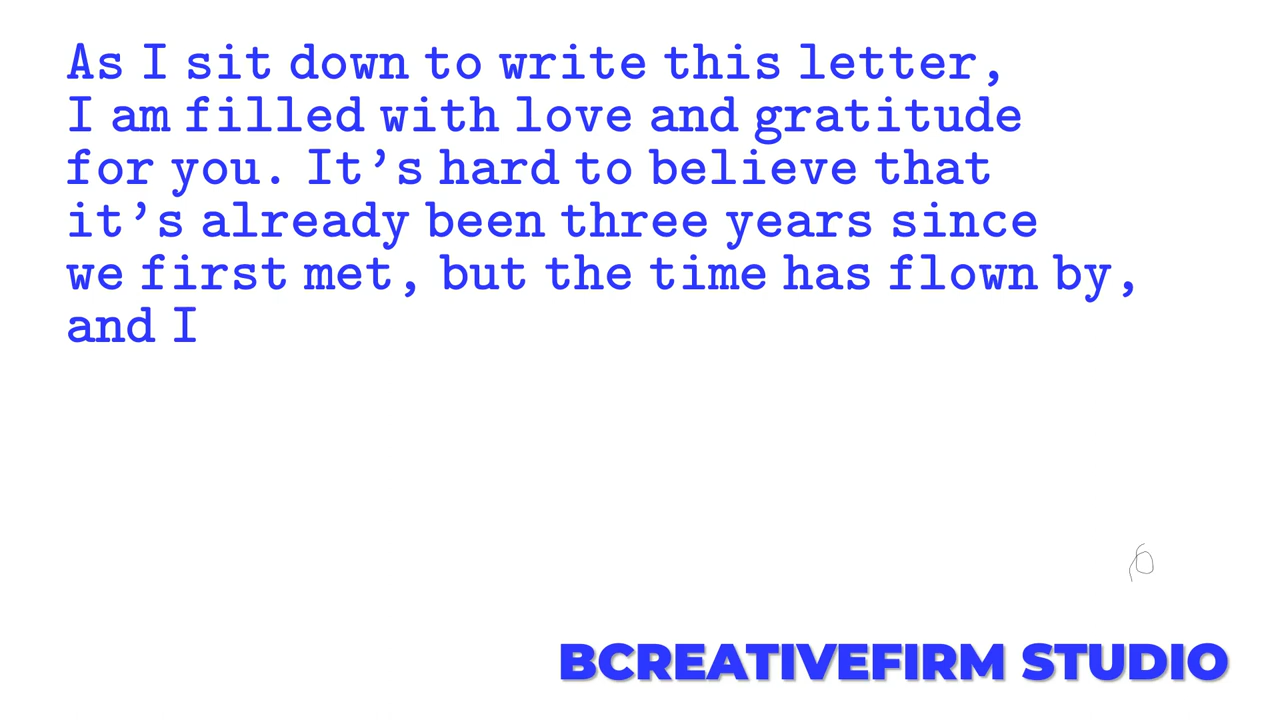 As I sit down to write this letter,
I am filled with love and gratitude
for you. It’s hard to believe that
it’s already been three years since
we first met, but the time has flown by,
and I
BCREATIVEFIRM STUDIO